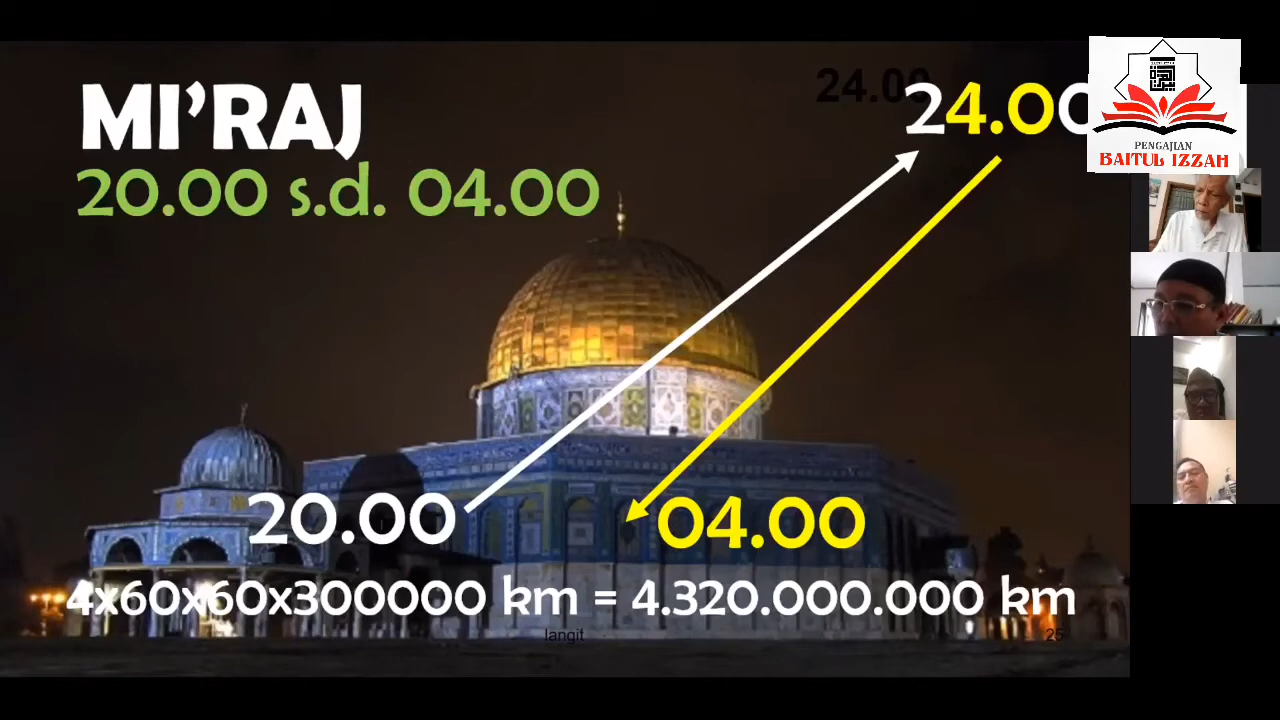 MI'RAJ
20.00 s.d. 04.00
24.00
24.00
PENGAJIAN
BAITUL IZZAH
20.00
04.00
4x60x60x300000 km = 4.320.000.000 km
langit
25